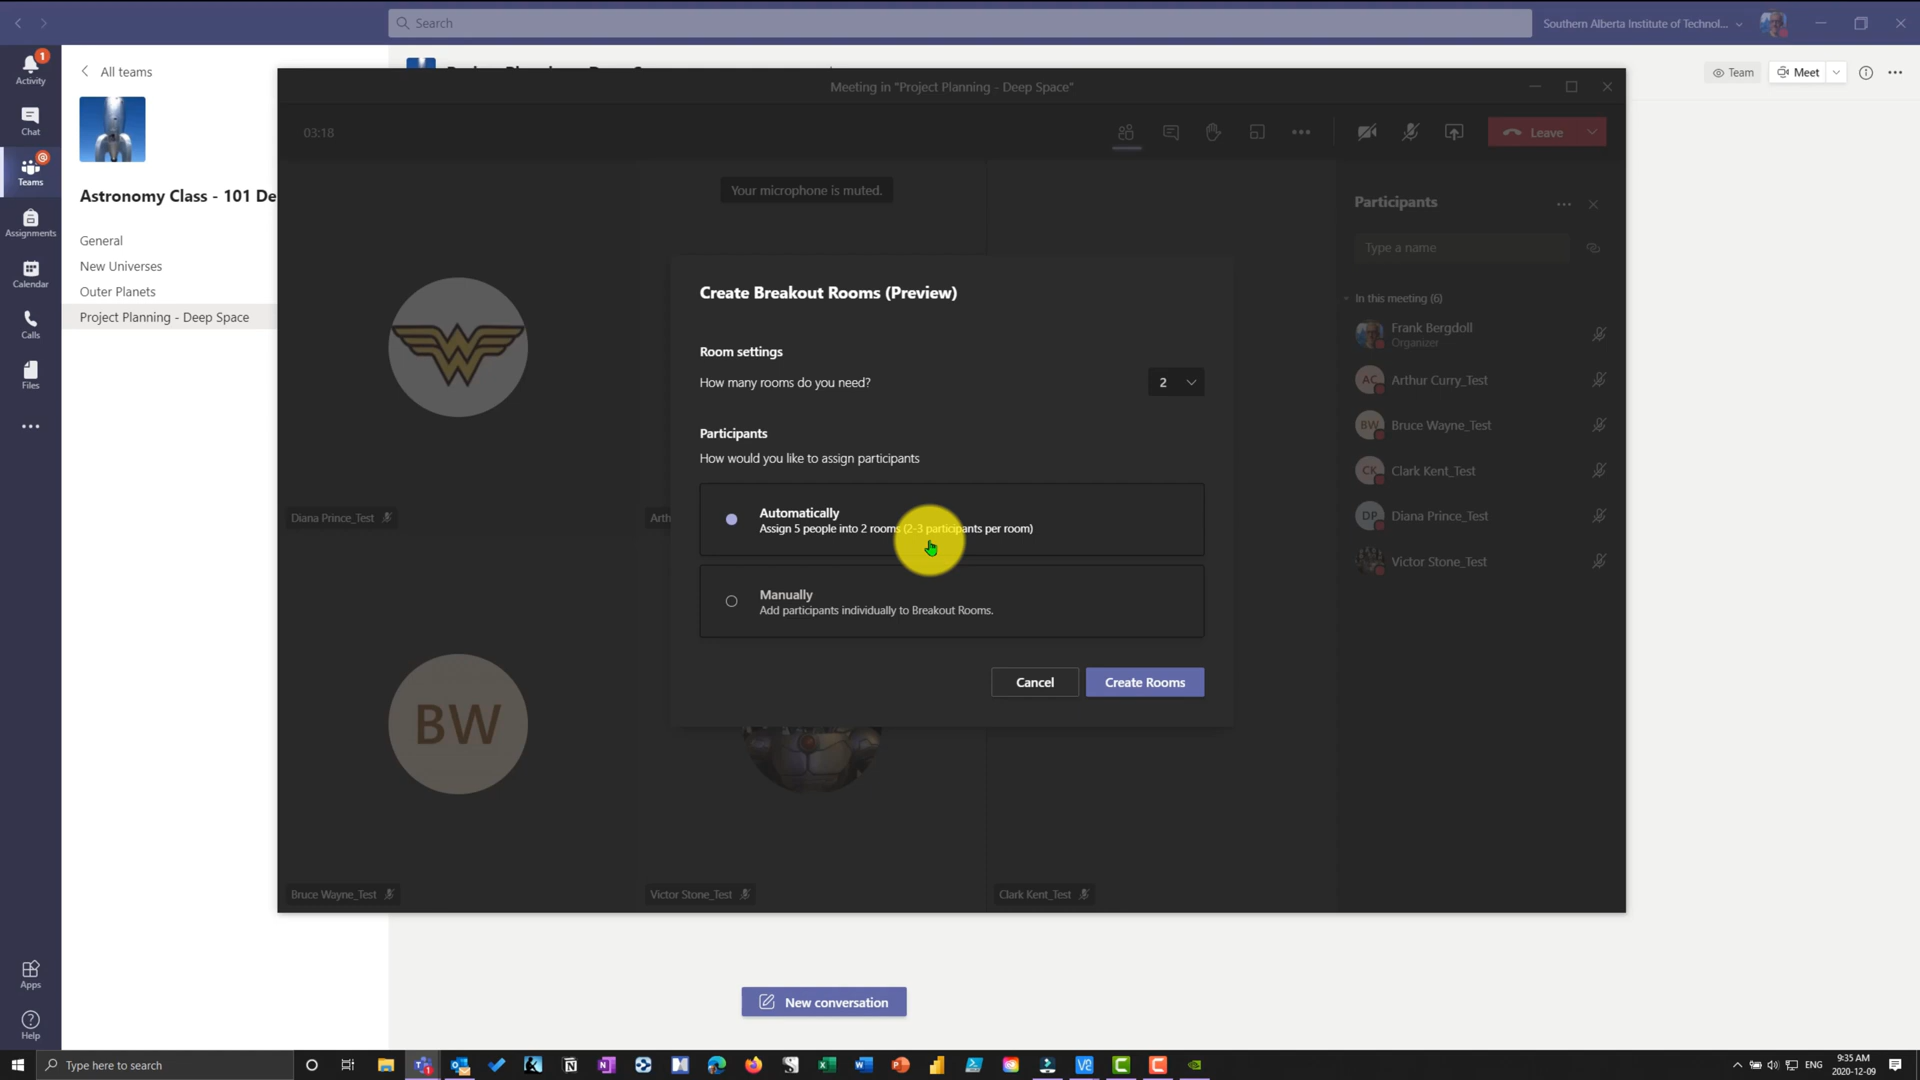 Search
Southern Alberta Institute of Technol...
1
Activity
Chat
Teams
Assignments
Calendar
Calls
Files
Apps
Help
All teams
Astronomy Class - 101 De
General
New Universes
Outer Planets
Project Planning - Deep Space
Team
Meet
Meeting in "Project Planning - Deep Space"
03:18
Leave
Your microphone is muted.
Create Breakout Rooms (Preview)
Room settings
How many rooms do you need?
2
Participants
How would you like to assign participants
Automatically
Assign 5 people into 2 rooms (2-3 participants per room)
Manually
Add participants individually to Breakout Rooms.
Cancel
Create Rooms
Participants
Type a name
In this meeting (6)
Frank Bergdoll
Organizer
AC
Arthur Curry_Test
BW
Bruce Wayne_Test
CK
Clark Kent_Test
DP
Diana Prince_Test
Victor Stone_Test
Diana Prince_Test
Arth
BW
Bruce Wayne_Test
Victor Stone_Test
Clark Kent_Test
New conversation
Type here to search
ENG
9:35 AM
2020-12-09